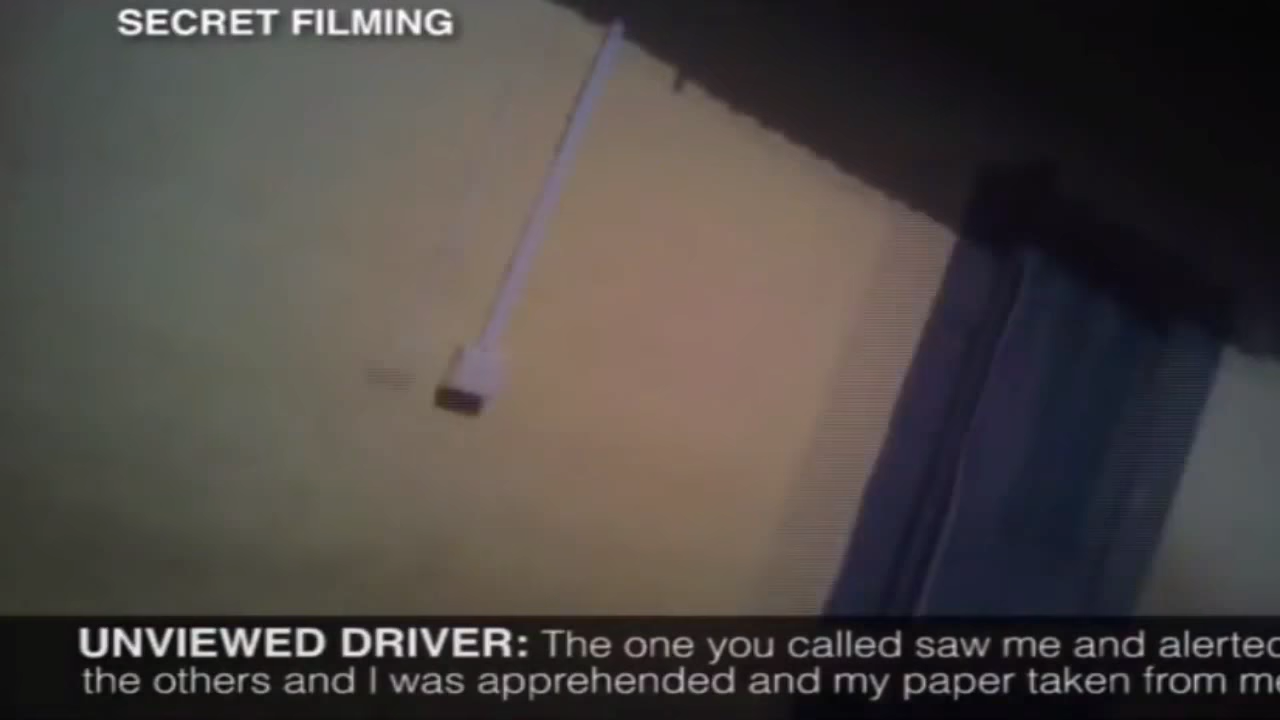 SECRET FILMING
UNVIEWED DRIVER: The one you called saw me and alerted
the others and I was apprehended and my paper taken from me